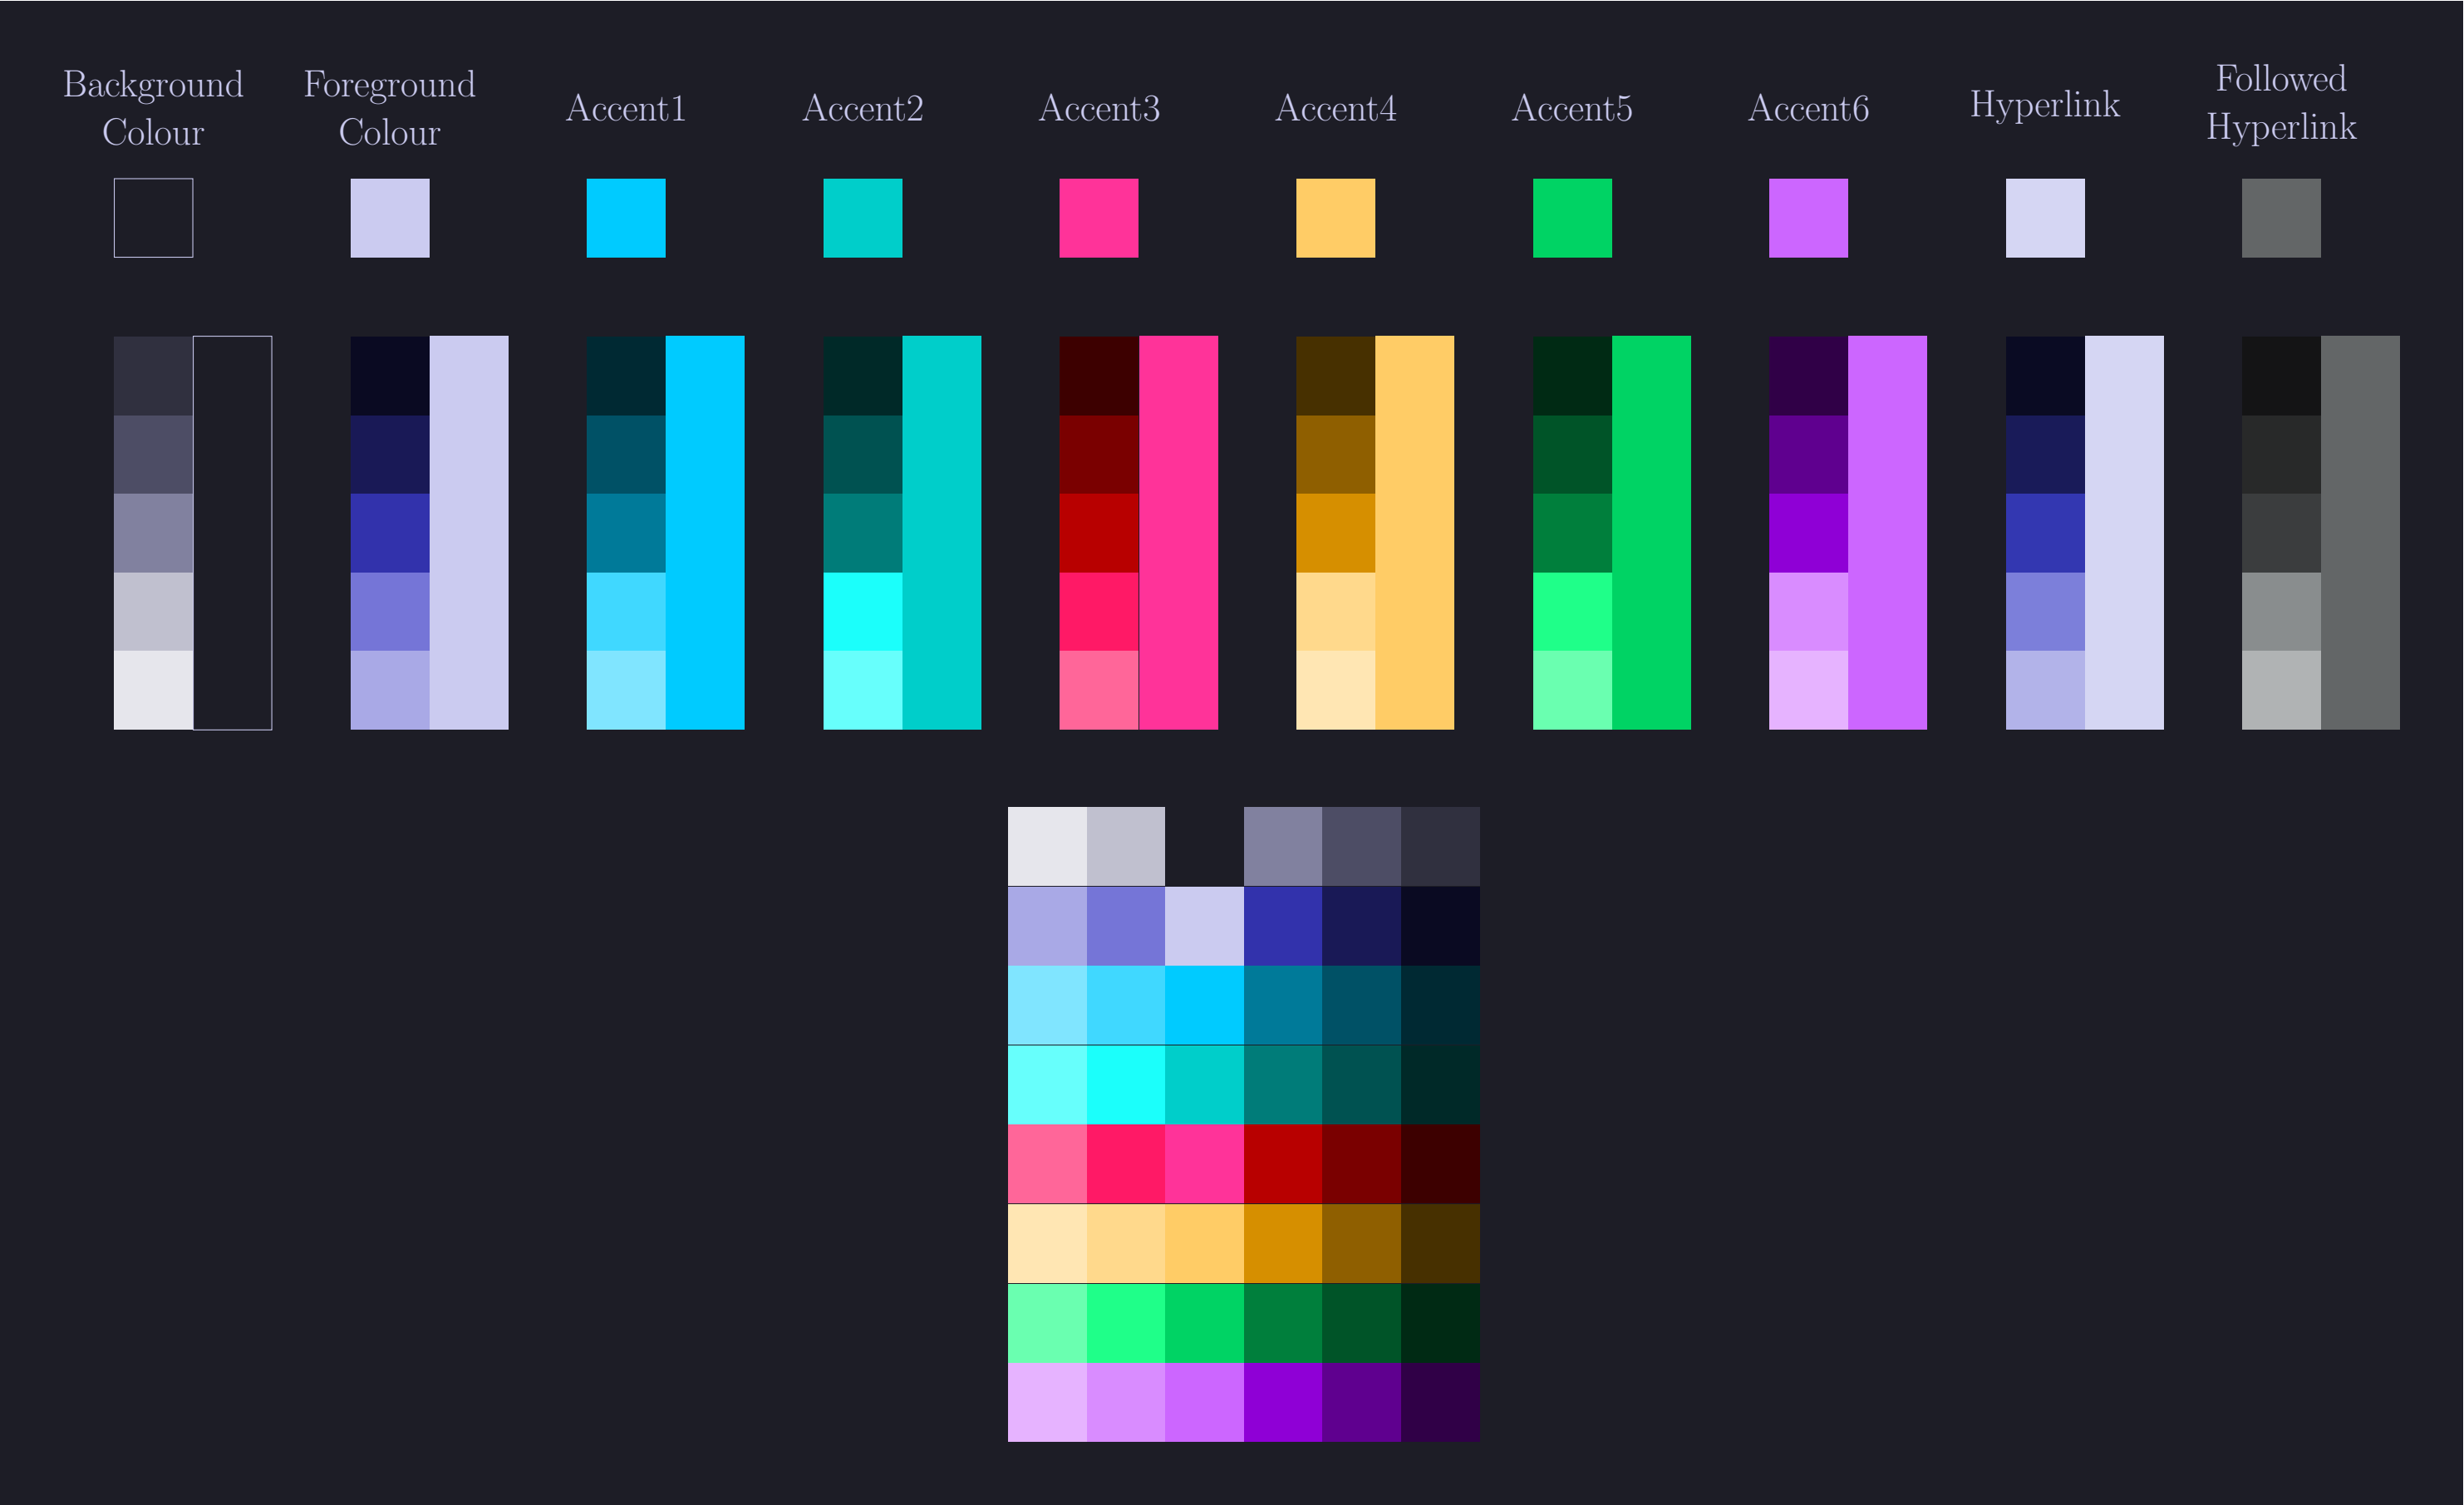 Background
Colour
Foreground
Colour
Accent1
Accent2
Accent3
Accent4
Accent5
Accent6
Hyperlink
Followed
Hyperlink